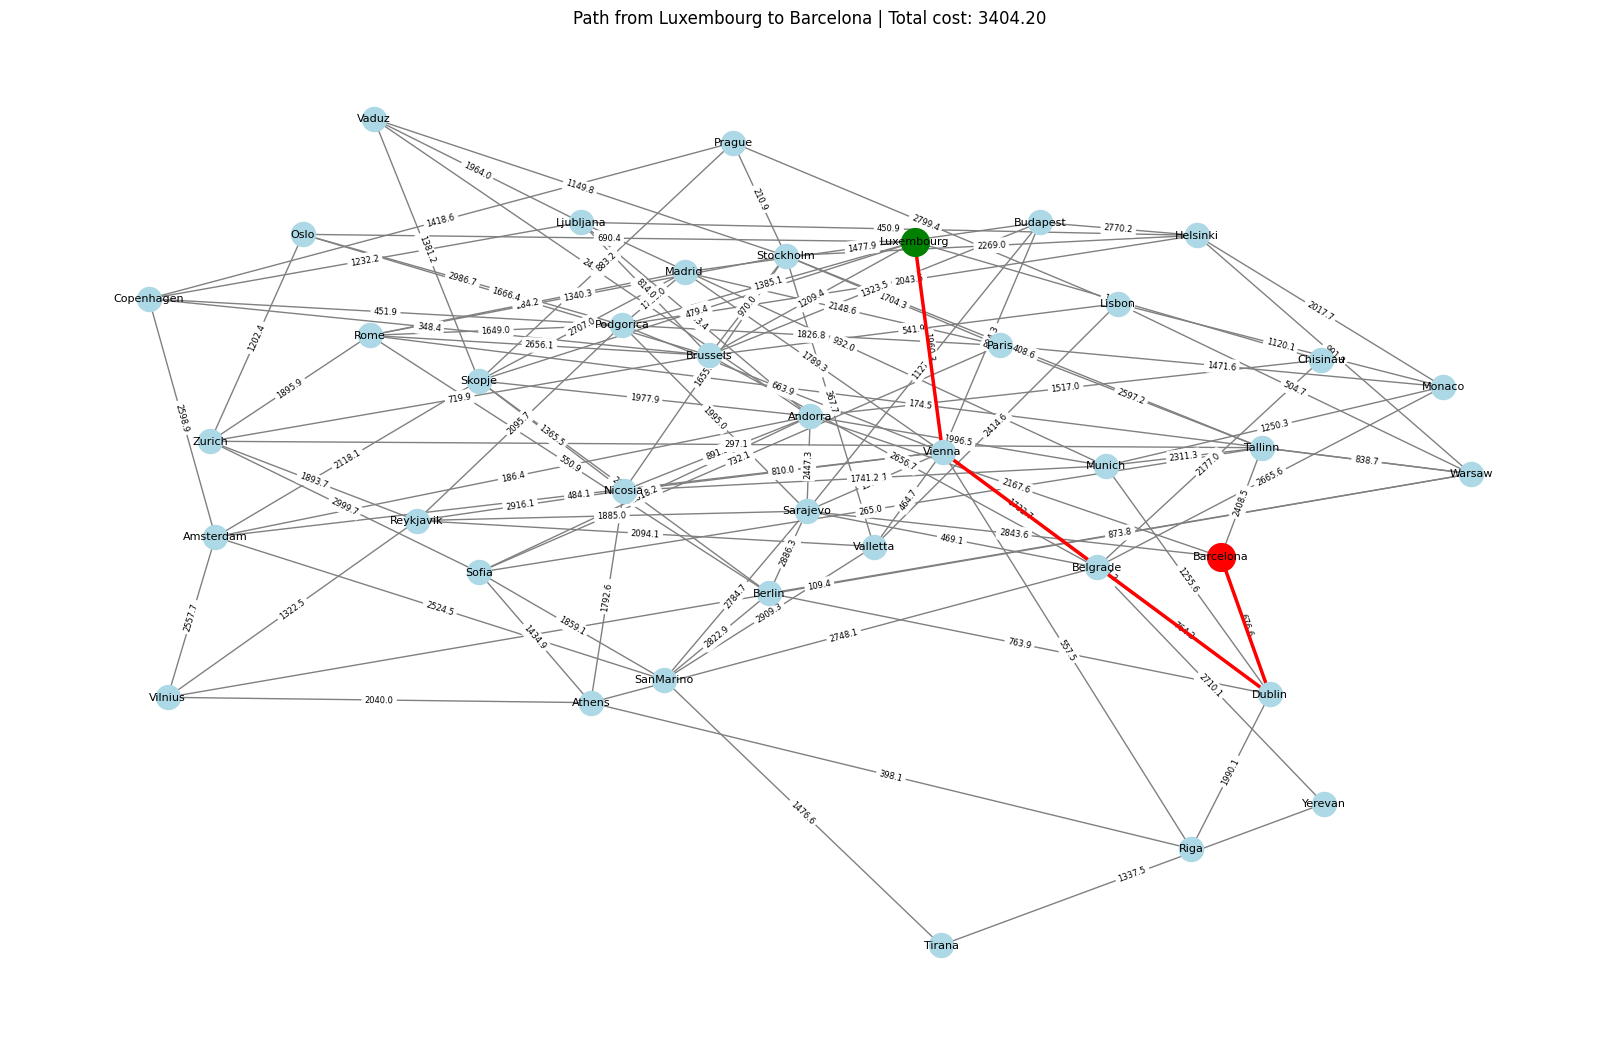 Path from Luxembourg to Barcelona | Total cost: 3404.20
Vaduz
Prague
1964.0
1149.8
210.9
1418.6
2799.4
Ljubljana
Budapest
450.9
2770.2
Oslo
690.4
Luxembourg
Helsinki
1381.2
1477.9
2269.0
883.2
Stockholm
1232.2
Madrid
2986.7
1385.1
2043.
814.0
1666.4
1340.3
1323.5
Copenhagen
1209.4
1704.3
Lisbon
970.0
2148.6
2017.7
451.9
479.4
348.4
1649.0
Podgorica
2707.0
541.9
Rome
1826.8
932.0
1202.4
2656.1
Paris
408.6
1120.1
Brussels
Chisinau
1789.3
1471.6
Skopje
663.9
1517.0
504.7
Monaco
1895.9
719.9
1977.9
174.5
2597.2
2598.9
1995.0
Andorra
2095.7
2414.6
1250.3
1365.5
Zurich
297.1
1996.5
Vienna
Tallinn
732.1
2656.7
2311.3
838.7
2118.1
550.9
810.0
2177.0
Munich
2447.3
Warsaw
186.4
1741.2
2665.6
1893.7
2167.6
Nicosia
484.1
464.7
2408.5
2999.7
2916.1
Sarajevo
265.0
Reykjavik
1885.0
2843.6
873.8
Amsterdam
2094.1
469.1
Valletta
2886.3
Barcelona
Belgrade
Sofia
1255.6
109.4
Berlin
1792.6
2784.7
2524.5
1322.5
2909.3
2557.7
1859.1
676.6
1434.9
2822.9
2748.1
763.9
557.5
SanMarino
2710.1
Vilnius
2040.0
Athens
Dublin
398.1
1990.1
Yerevan
1476.6
Riga
1337.5
Tirana